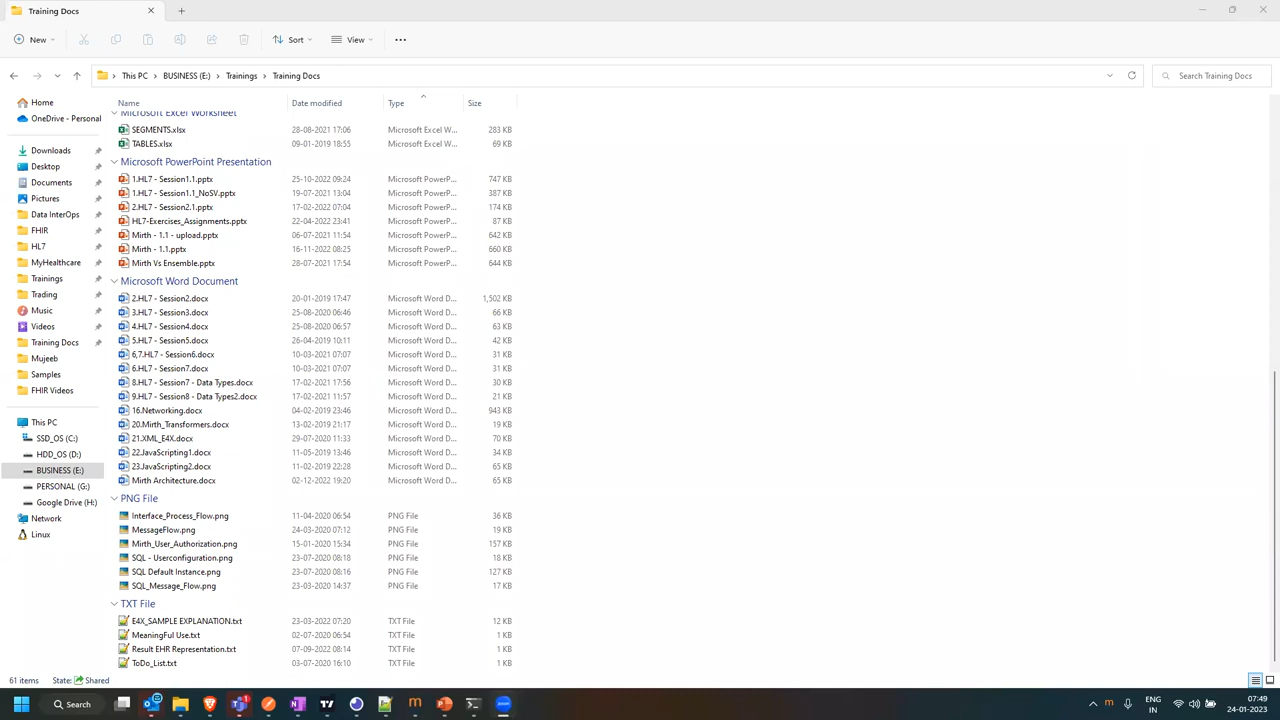 Training Docs
New
Sort
View
This PC
BUSINESS (E:)
Trainings
Training Docs
Search Training Docs
Name Date modified Type Size
Home
OneDrive - Personal
Downloads
Desktop
Documents
Pictures
Data InterOps
FHIR
HL7
MyHealthcare
Trainings
Trading
Music
Videos
Training Docs
Mujeeb
Samples
FHIR Videos
This PC
SSD_OS (C:)
HDD_OS (D:)
BUSINESS (E:)
PERSONAL (G:)
Google Drive (H:)
Network
Linux
Microsoft Excel Worksheet
SEGMENTS.xlsx 28-08-2021 17:06 Microsoft Excel W... 283 KB
TABLES.xlsx 09-01-2019 18:55 Microsoft Excel W... 69 KB
Microsoft PowerPoint Presentation
1.HL7 - Session1.1.pptx 25-10-2022 09:24 Microsoft PowerP... 747 KB
1.HL7 - Session1.1_NoSV.pptx 19-07-2021 13:04 Microsoft PowerP... 387 KB
2.HL7 - Session2.1.pptx 17-02-2022 07:04 Microsoft PowerP... 174 KB
HL7-Exercises_Assignments.pptx 22-04-2022 23:41 Microsoft PowerP... 87 KB
Mirth - 1.1 - upload.pptx 06-07-2021 11:54 Microsoft PowerP... 642 KB
Mirth - 1.1.pptx 16-11-2022 08:25 Microsoft PowerP... 660 KB
Mirth Vs Ensemble.pptx 28-07-2021 17:54 Microsoft PowerP... 644 KB
Microsoft Word Document
2.HL7 - Session2.docx 20-01-2019 17:47 Microsoft Word D... 1,502 KB
3.HL7 - Session3.docx 25-08-2020 06:46 Microsoft Word D... 66 KB
4.HL7 - Session4.docx 25-08-2020 06:57 Microsoft Word D... 63 KB
5.HL7 - Session5.docx 26-04-2019 10:11 Microsoft Word D... 42 KB
6,7.HL7 - Session6.docx 10-03-2021 07:07 Microsoft Word D... 31 KB
6.HL7 - Session7.docx 10-03-2021 07:07 Microsoft Word D... 31 KB
8.HL7 - Session7 - Data Types.docx 17-02-2021 17:56 Microsoft Word D... 30 KB
9.HL7 - Session8 - Data Types2.docx 17-02-2021 11:57 Microsoft Word D... 21 KB
16.Networking.docx 04-02-2019 23:46 Microsoft Word D... 943 KB
20.Mirth_Transformers.docx 13-02-2019 21:17 Microsoft Word D... 19 KB
21.XML_E4X.docx 29-07-2020 11:33 Microsoft Word D... 70 KB
22.JavaScripting1.docx 11-05-2019 13:46 Microsoft Word D... 34 KB
23.JavaScripting2.docx 11-02-2019 22:28 Microsoft Word D... 65 KB
Mirth Architecture.docx 02-12-2022 19:20 Microsoft Word D... 65 KB
PNG File
Interface_Process_Flow.png 11-04-2020 06:54 PNG File 36 KB
MessageFlow.png 24-03-2020 07:12 PNG File 19 KB
Mirth_User_Authorization.png 15-01-2020 15:34 PNG File 157 KB
SQL - Userconfiguration.png 23-07-2020 08:18 PNG File 18 KB
SQL Default Instance.png 23-07-2020 08:16 PNG File 127 KB
SQL_Message_Flow.png 23-03-2020 14:37 PNG File 17 KB
TXT File
E4X_SAMPLE EXPLANATION.txt 23-03-2022 07:20 TXT File 12 KB
MeaningFul Use.txt 02-07-2020 06:54 TXT File 1 KB
Result EHR Representation.txt 07-09-2022 08:14 TXT File 1 KB
ToDo_List.txt 03-07-2020 16:10 TXT File 1 KB
61 items State: Shared
Search
ENG
IN
07:49
24-01-2023